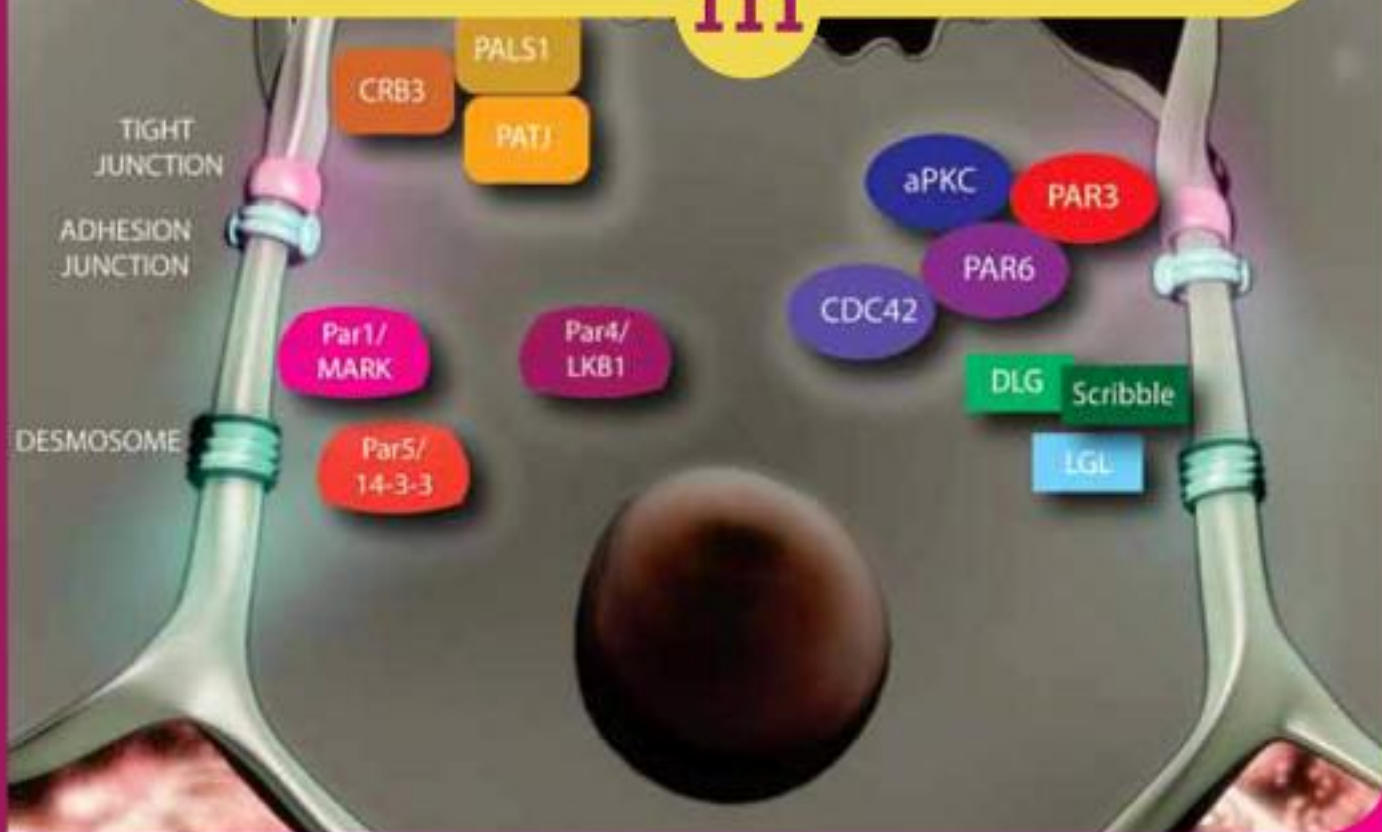 III
PALS1
CRB3
PATJ
TIGHT
JUNCTION
ADHESION
JUNCTION
aPKC
PAR3
PAR6
CDC42
Par1/
MARK
Par4/
LKB1
DLG
Scribble
DESMOSOME
Par5/
14-3-3
LGL